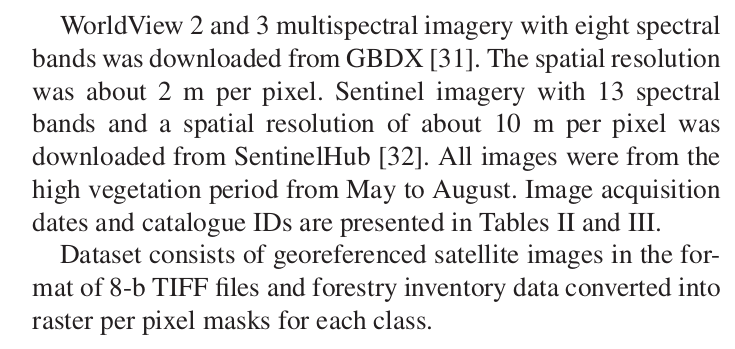 WorldView 2 and 3 multispectral imagery with eight spectral
bands was downloaded from GBDX [31]. The spatial resolution
was about 2 m per pixel. Sentinel imagery with 13 spectral
bands and a spatial resolution of about 10 m per pixel was
downloaded from SentinelHub [32]. All images were from the
high vegetation period from May to August. Image acquisition
dates and catalogue IDs are presented in Tables II and III.
Dataset consists of georeferenced satellite images in the for-
mat of 8-b TIFF files and forestry inventory data converted into
raster per pixel masks for each class.